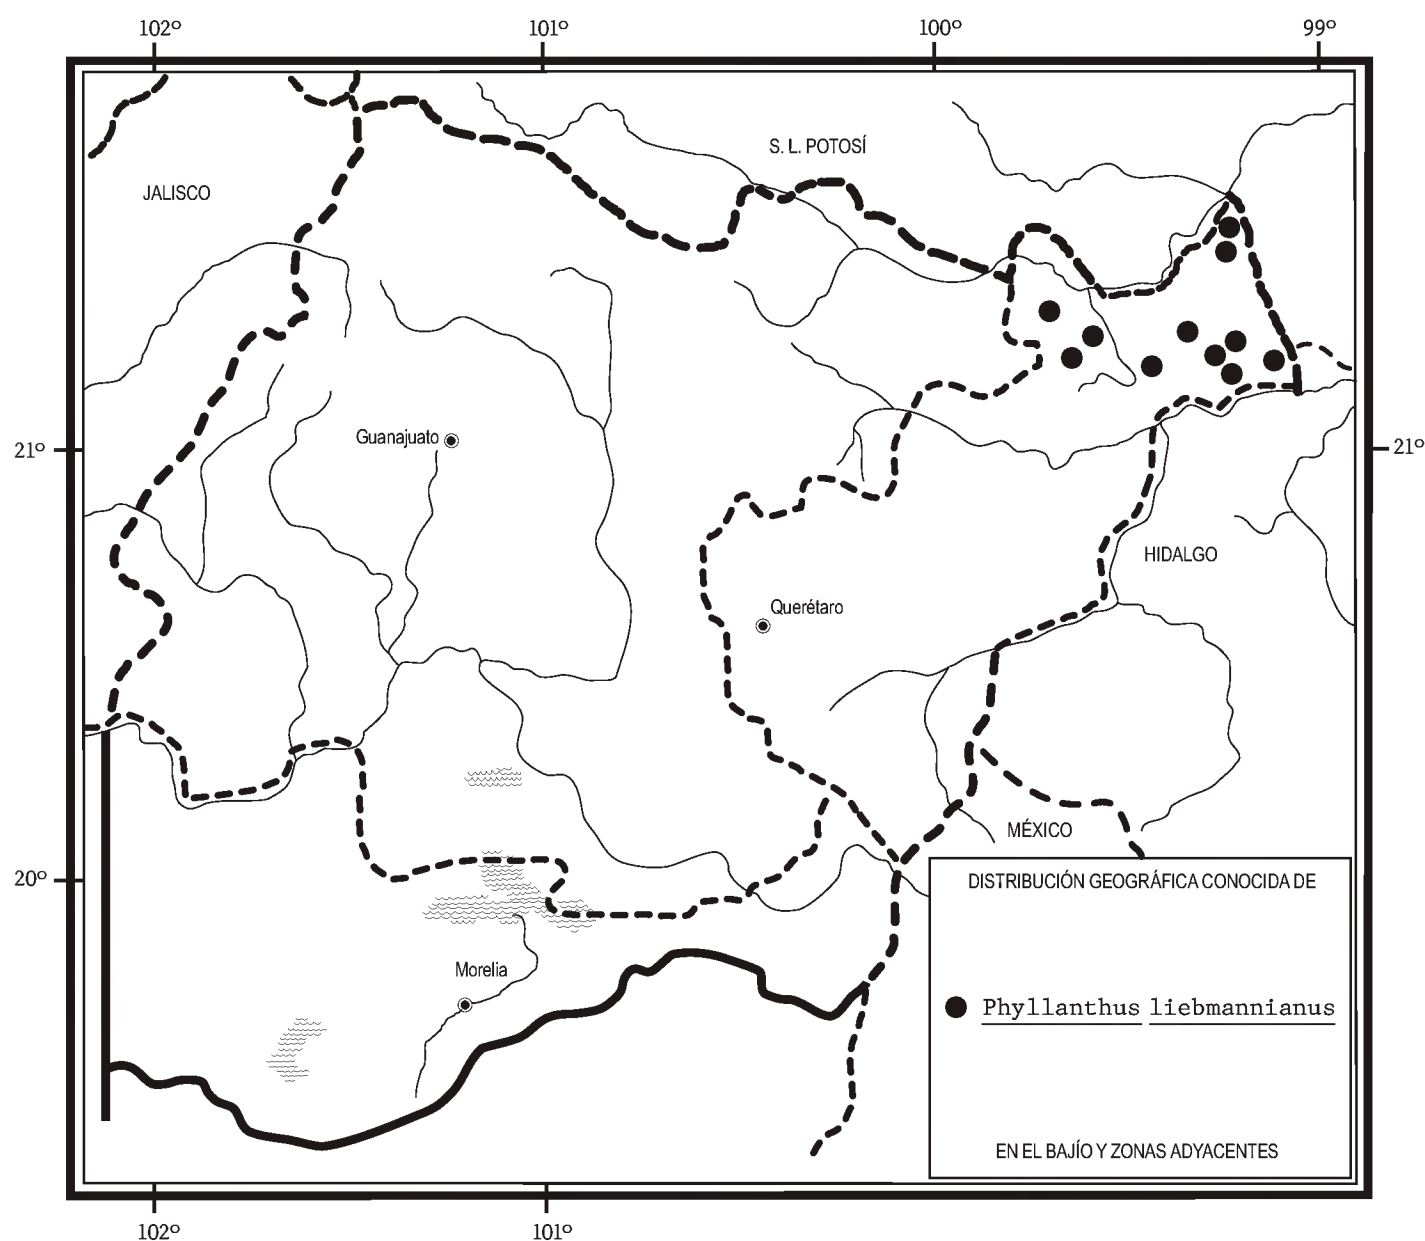 102º 101º 100º 99º
S. L. POTOSÍ
JALISCO
Guanajuato
21º 21º
HIDALGO
Querétaro
MÉXICO
20º
DISTRIBUCIÓN GEOGRÁFICA CONOCIDA DE
Morelia
Phyllanthus liebmannianus
EN EL BAJÍO Y ZONAS ADYACENTES
102º 101º